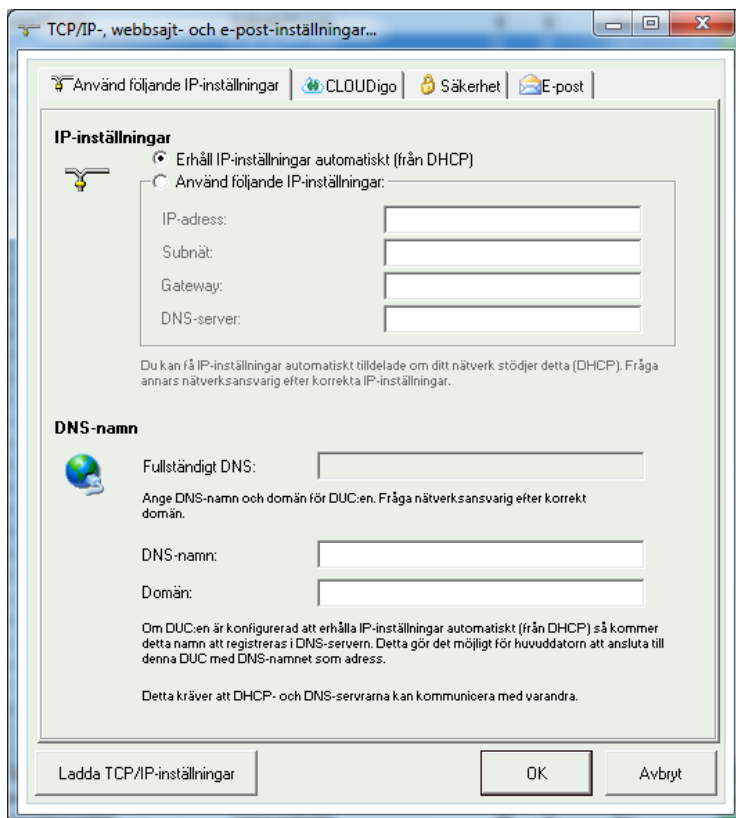 TCP/IP-, webbsajt- och e-post-inställningar...
Använd följande IP-inställningar
CLOUDigo
Säkerhet
E-post
IP-inställningar
Erhåll IP-inställningar automatiskt (från DHCP)
Använd följande IP-inställningar:
IP-adress:
Subnät:
Gateway:
DNS-server:
Du kan få IP-inställningar automatiskt tilldelade om ditt nätverk stödjer detta (DHCP). Fråga
annars nätverksansvarig efter korrekta IP-inställningar.
DNS-namn
Fullständigt DNS:
Ange DNS-namn och domän för DUC:en. Fråga nätverksansvarig efter korrekt
domän.
DNS-namn:
Domän:
Om DUC:en är konfigurerad att erhålla IP-inställningar automatiskt (från DHCP) så kommer
detta namn att registreras i DNS-servern. Detta gör det möjligt för huvuddatorn att ansluta till
denna DUC med DNS-namnet som adress.
Detta kräver att DHCP- och DNS-servrarna kan kommunicera med varandra.
Ladda TCP/IP-inställningar
OK
Avbryt